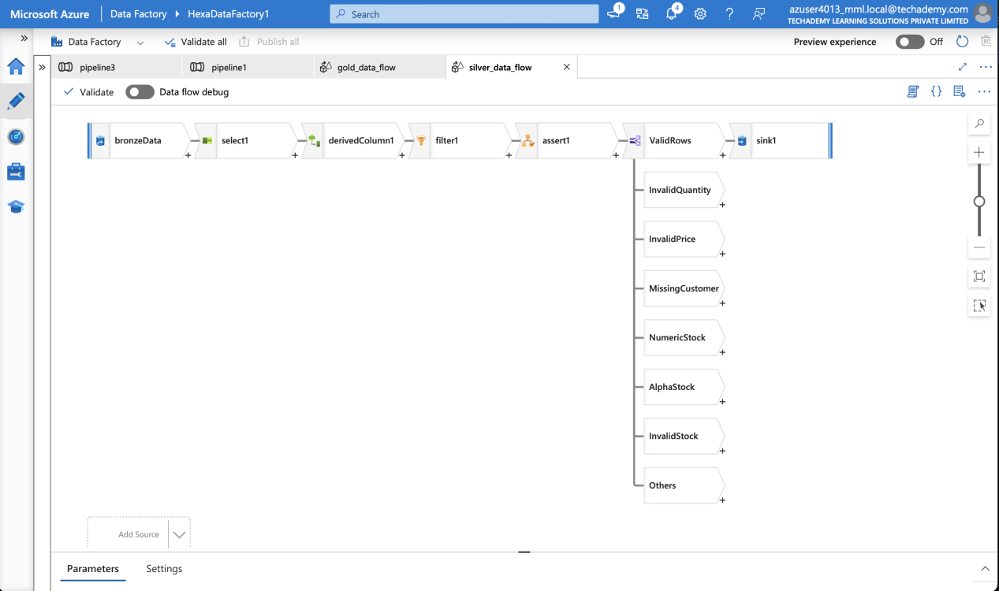 Microsoft Azure
Data Factory
HexaDataFactory1
Search
1
4
azuser4013_mml.local@techademy.com
TECHADEMY LEARNING SOLUTIONS PRIVATE LIMITED
Data Factory
Validate all
Publish all
Preview experience
Off
pipeline3
pipeline1
gold_data_flow
silver_data_flow
Validate
Data flow debug
bronzeData
select1
derivedColumn1
filter1
assert1
ValidRows
sink1
InvalidQuantity
InvalidPrice
MissingCustomer
NumericStock
AlphaStock
InvalidStock
Others
Add Source
Parameters
Settings